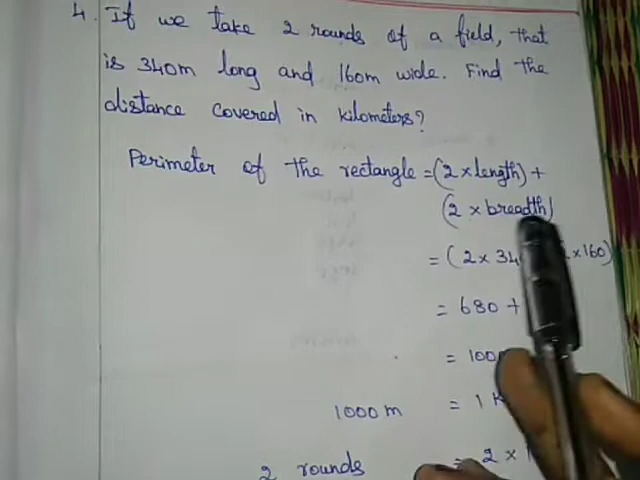 4. If we take 2 rounds of a field, that
is 340m long and 160m wide. Find the
distance covered in kilometers?
Perimeter of the rectangle = (2 x length) +
(2 x breadth)
= (2 x 34 x 160)
= 680 +
= 100
1000 m = 1 K
2 rounds = 2 x